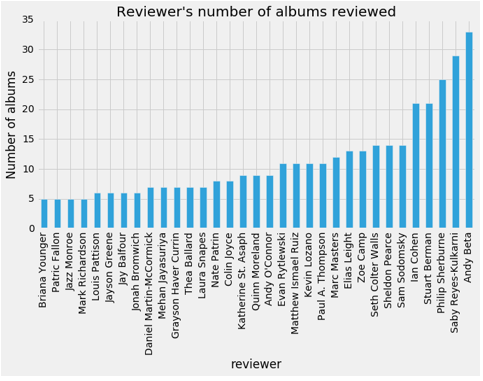 Reviewer's number of albums reviewed
Number of albums
35
30
25
20
15
10
5
0
Briana Younger
Patric Fallon
Jazz Monroe
Mark Richardson
Louis Pattison
Jayson Greene
Jay Balfour
Jonah Bromwich
Daniel Martin-McCormick
Mehan Jayasuriya
Grayson Haver Currin
Thea Ballard
Laura Snapes
Nate Patrin
Colin Joyce
Katherine St. Asaph
Quinn Moreland
Andy O'Connor
Evan Rytlewski
Matthew Ismael Ruiz
Kevin Lozano
Paul A. Thompson
Marc Masters
Elias Leight
Zoe Camp
Seth Colter Walls
Sheldon Pearce
Sam Sodomsky
Ian Cohen
Stuart Berman
Philip Sherburne
Saby Reyes-Kulkarni
Andy Beta
reviewer